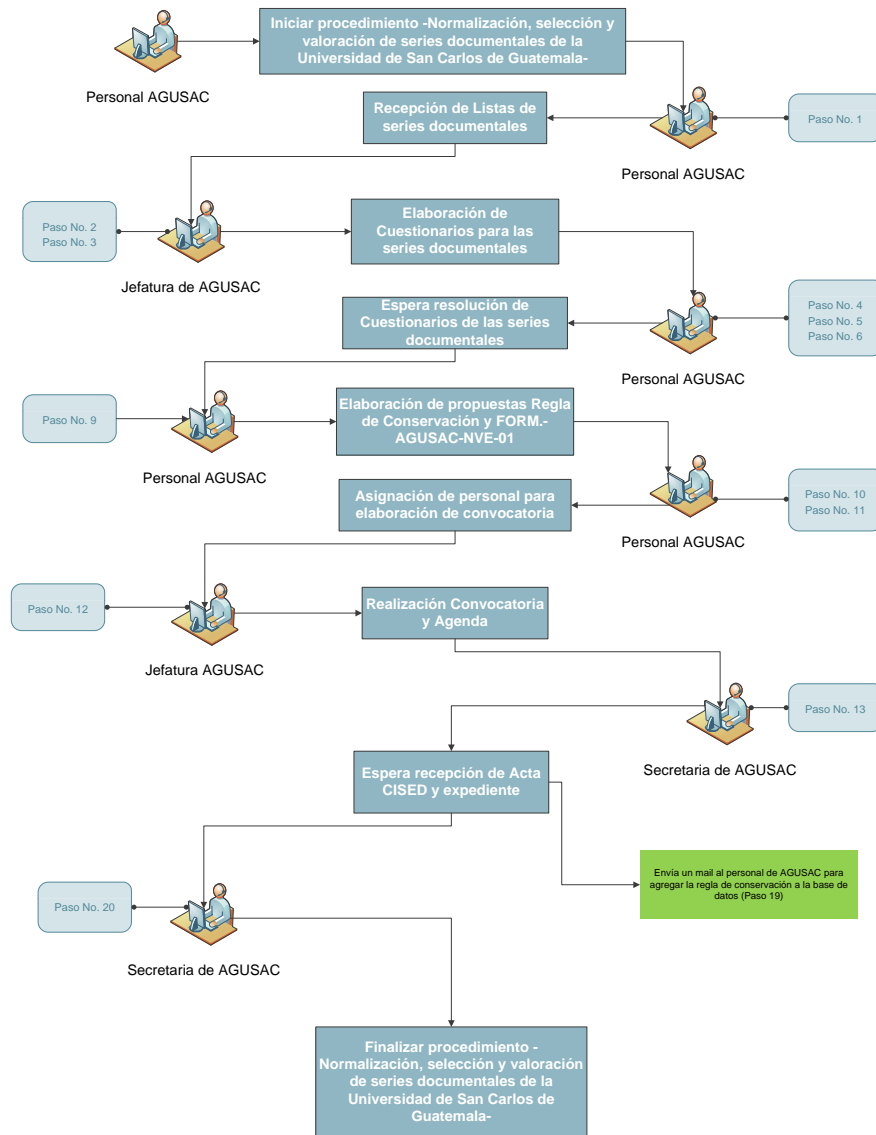 Iniciar procedimiento -Normalización, selección y
valoración de series documentales de la
Universidad de San Carlos de Guatemala-
Personal AGUSAC
Recepción de Listas de
series documentales
Paso No. 1
Personal AGUSAC
Paso No. 2
Paso No. 3
Elaboración de
Cuestionarios para las
series documentales
Jefatura de AGUSAC
Espera resolución de
Cuestionarios de las series
documentales
Paso No. 4
Paso No. 5
Paso No. 6
Personal AGUSAC
Paso No. 9
Elaboración de propuestas Regla
de Conservación y FORM.-
AGUSAC-NVE-01
Personal AGUSAC
Asignación de personal para
elaboración de convocatoria
Paso No. 10
Paso No. 11
Personal AGUSAC
Paso No. 12
Realización Convocatoria
y Agenda
Jefatura AGUSAC
Paso No. 13
Secretaria de AGUSAC
Espera recepción de Acta
CISED y expediente
Envía un mail al personal de AGUSAC para
agregar la regla de conservación a la base de
datos (Paso 19)
Paso No. 20
Secretaria de AGUSAC
Finalizar procedimiento -
Normalización, selección y valoración
de series documentales de la
Universidad de San Carlos de
Guatemala-